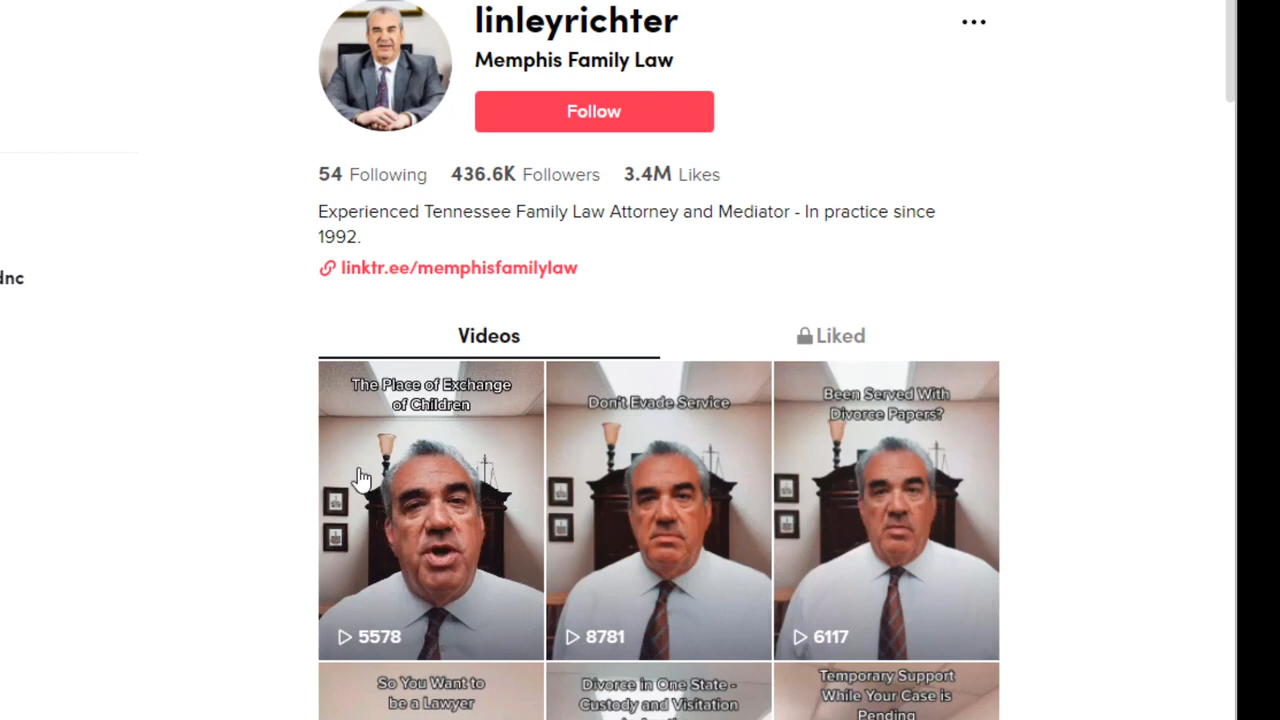 linleyrichter
Memphis Family Law
Follow
54 Following 436.6K Followers 3.4M Likes
Experienced Tennessee Family Law Attorney and Mediator - In practice since
1992.
dnc
linktr.ee/memphisfamilylaw
Videos
Liked
The Place of Exchange
of Children
5578
Don't Evade Service
8781
Been Served With
Divorce Papers?
6117
So You Want to
be a Lawyer
Divorce in One State -
Custody and Visitation
Temporary Support
While Your Case is
Pending